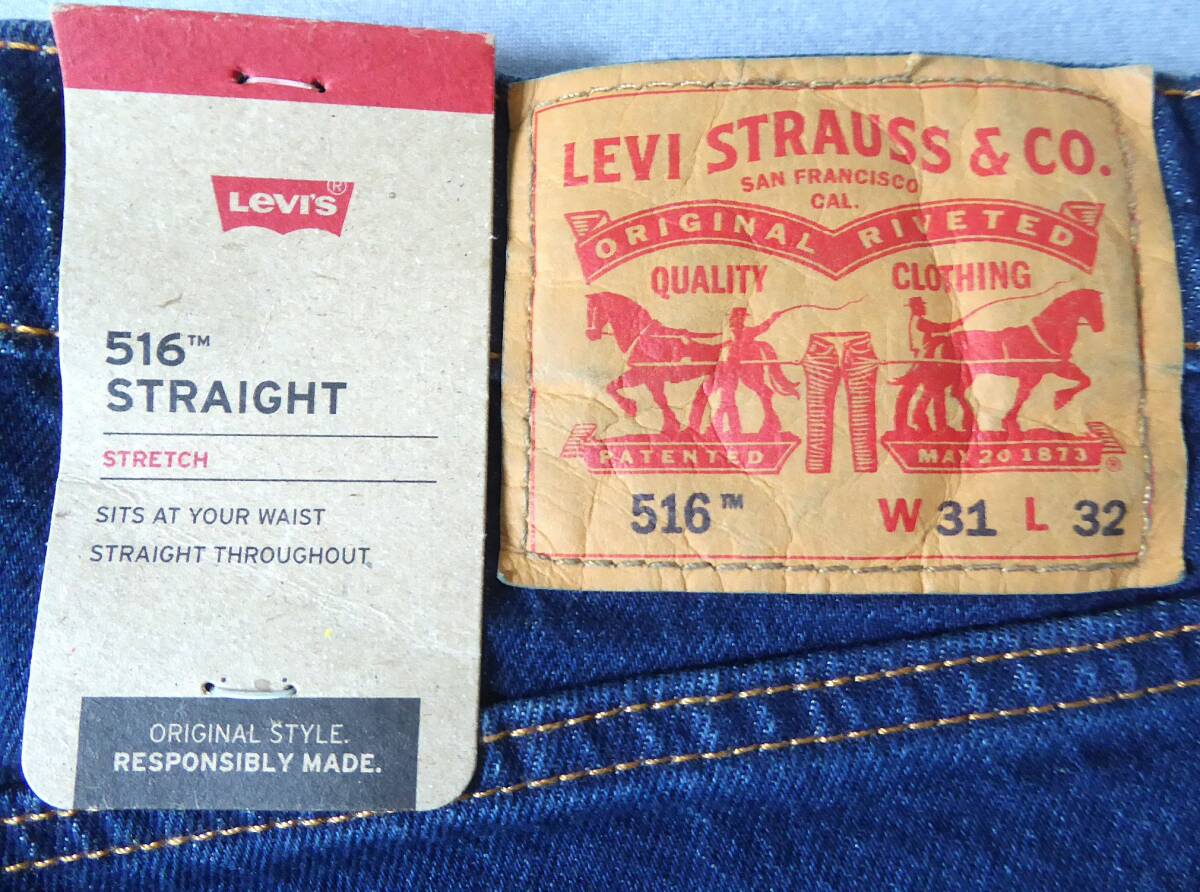 LEVI'S®
516™
STRAIGHT
STRETCH
SITS AT YOUR WAIST
STRAIGHT THROUGHOUT
ORIGINAL STYLE.
RESPONSIBLY MADE.
LEVI STRAUSS & CO.
SAN FRANCISCO
CAL.
ORIGINAL RIVETED
QUALITY CLOTHING
PATENTED MAY 20 1873 ®
516™ W 31 L 32